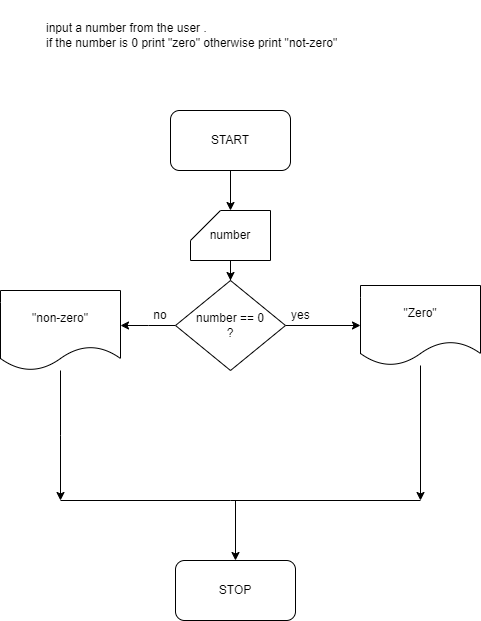 input a number from the user .
if the number is 0 print "zero" otherwise print "not-zero"
START
number
"non-zero"
no
number == 0
?
yes
"Zero"
STOP